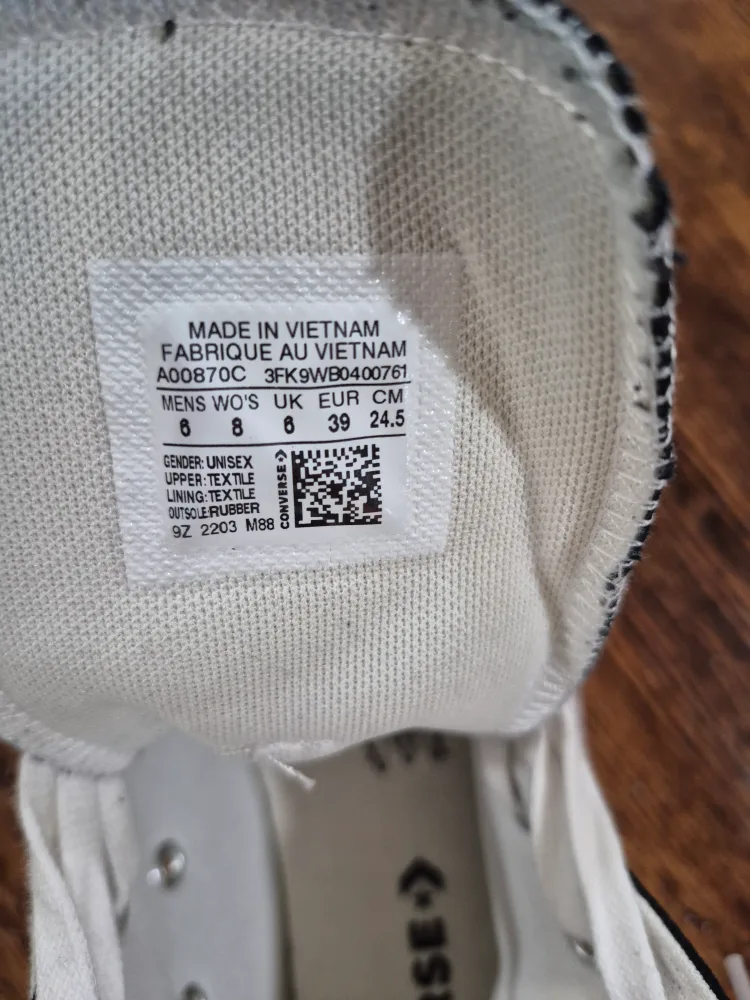 MADE IN VIETNAM
FABRIQUE AU VIETNAM
A00870C 3FK9WB0400761
MENS WO'S UK EUR CM
6 8 6 39 24.5
GENDER: UNISEX
UPPER: TEXTILE
LINING: TEXTILE
OUTSOLE: RUBBER
9Z 2203 M88
CONVERSE
RSE